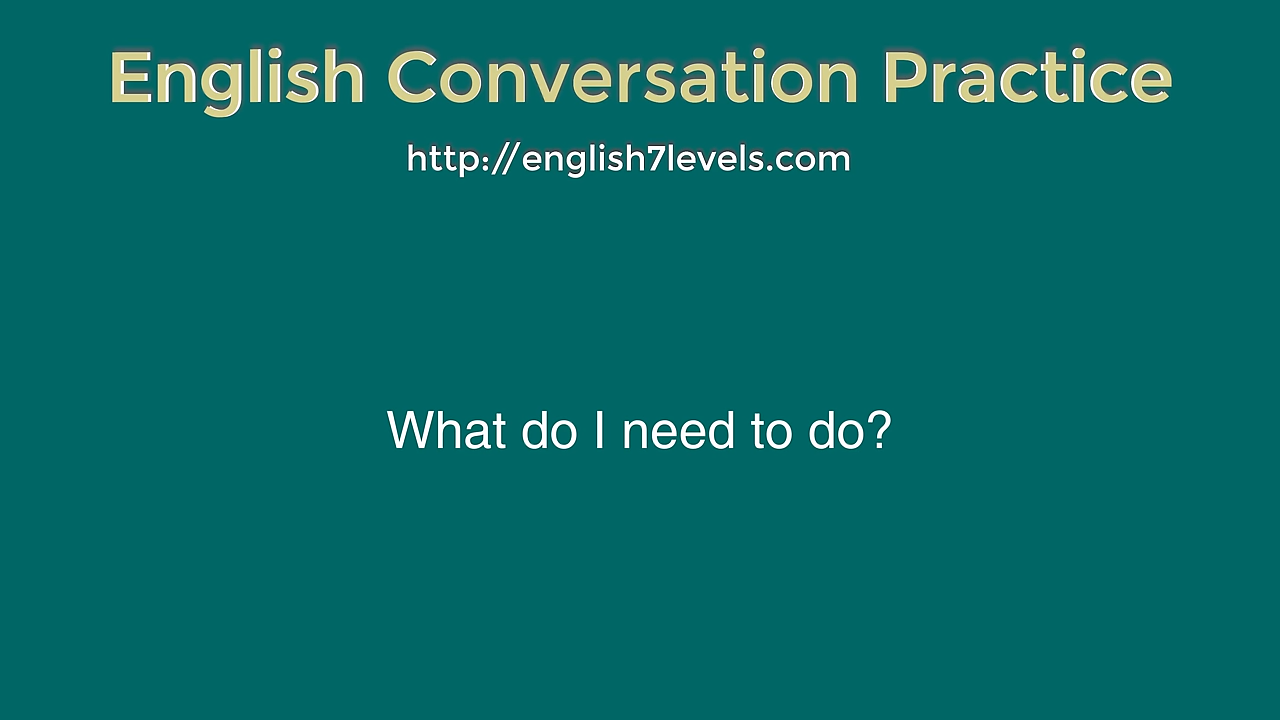 English Conversation Practice
http://english7levels.com
What do I need to do?